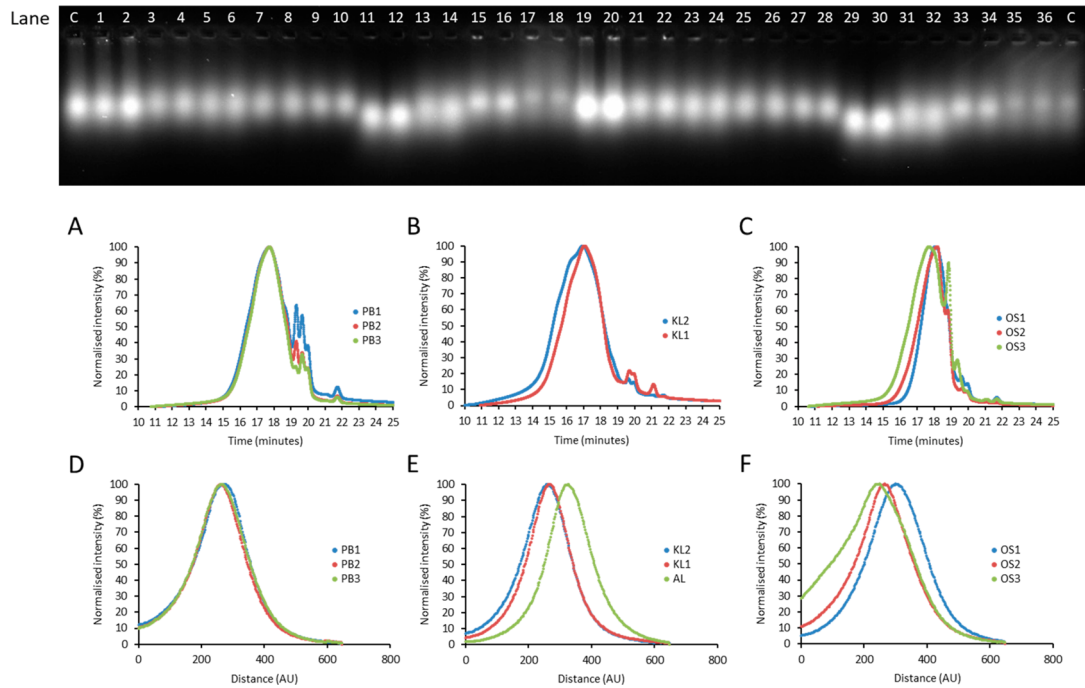 Lane C 1 2 3 4 5 6 7 8 9 10 11 12 13 14 15 16 17 18 19 20 21 22 23 24 25 26 27 28 29 30 31 32 33 34 35 36 C
A
Normalised intensity (%)
100
90
80
70
60
50
40
30
20
10
0
PB1
PB2
PB3
10 11 12 13 14 15 16 17 18 19 20 21 22 23 24 25
Time (minutes)
B
Normalised intensity (%)
100
90
80
70
60
50
40
30
20
10
0
KL2
KL1
10 11 12 13 14 15 16 17 18 19 20 21 22 23 24 25
Time (minutes)
C
Normalised intensity (%)
100
90
80
70
60
50
40
30
20
10
0
OS1
OS2
OS3
10 11 12 13 14 15 16 17 18 19 20 21 22 23 24 25
Time (minutes)
D
Normalised intensity (%)
100
90
80
70
60
50
40
30
20
10
0
PB1
PB2
PB3
0 200 400 600 800
Distance (AU)
E
Normalised intensity (%)
100
90
80
70
60
50
40
30
20
10
0
KL2
KL1
AL
0 200 400 600 800
Distance (AU)
F
Normalised intensity (%)
100
90
80
70
60
50
40
30
20
10
0
OS1
OS2
OS3
0 200 400 600 800
Distance (AU)